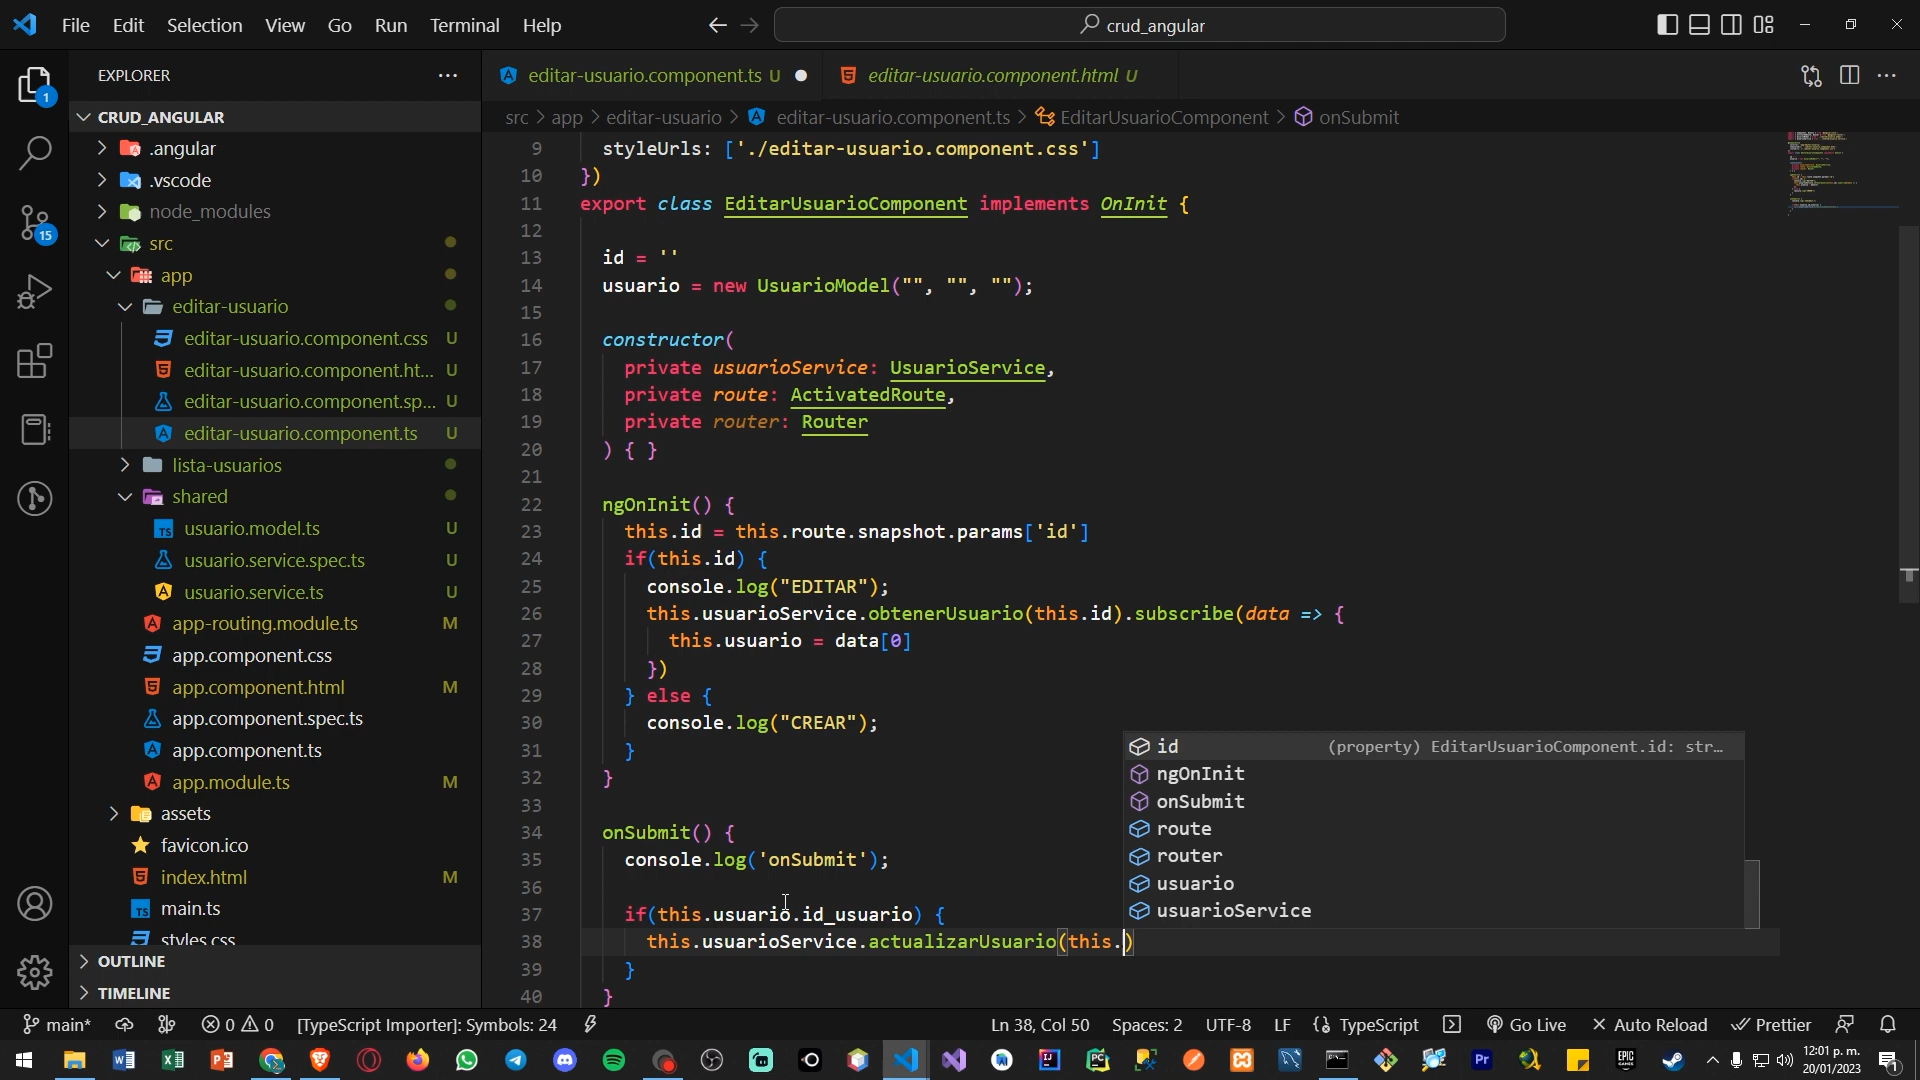 File Edit Selection View Go Run Terminal Help
crud_angular
EXPLORER
CRUD_ANGULAR
.angular
.vscode
node_modules
src
app
editar-usuario
editar-usuario.component.css U
editar-usuario.component.ht... U
editar-usuario.component.sp... U
editar-usuario.component.ts U
lista-usuarios
shared
usuario.model.ts U
usuario.service.spec.ts U
usuario.service.ts U
app-routing.module.ts M
app.component.css
app.component.html M
app.component.spec.ts
app.component.ts
app.module.ts M
assets
favicon.ico
index.html M
main.ts
styles.css
OUTLINE
TIMELINE
1
15
editar-usuario.component.ts U
editar-usuario.component.html U
src > app > editar-usuario > editar-usuario.component.ts > EditarUsuarioComponent > onSubmit
9 styleUrls: ['./editar-usuario.component.css']
10 })
11 export class EditarUsuarioComponent implements OnInit {
12
13 id = ''
14 usuario = new UsuarioModel("", "", "");
15
16 constructor(
17 private usuarioService: UsuarioService,
18 private route: ActivatedRoute,
19 private router: Router
20 ) { }
21
22 ngOnInit() {
23 this.id = this.route.snapshot.params['id']
24 if(this.id) {
25 console.log("EDITAR");
26 this.usuarioService.obtenerUsuario(this.id).subscribe(data => {
27 this.usuario = data[0]
28 })
29 } else {
30 console.log("CREAR");
31 }
32 }
33
34 onSubmit() {
35 console.log('onSubmit');
36
37 if(this.usuario.id_usuario) {
38 this.usuarioService.actualizarUsuario(this.)
39 }
40 }
id (property) EditarUsuarioComponent.id: str...
ngOnInit
onSubmit
route
router
usuario
usuarioService
main* 0 0 [TypeScript Importer]: Symbols: 24 Ln 38, Col 50 Spaces: 2 UTF-8 LF TypeScript Go Live Auto Reload Prettier
12:01 p. m.
20/01/2023